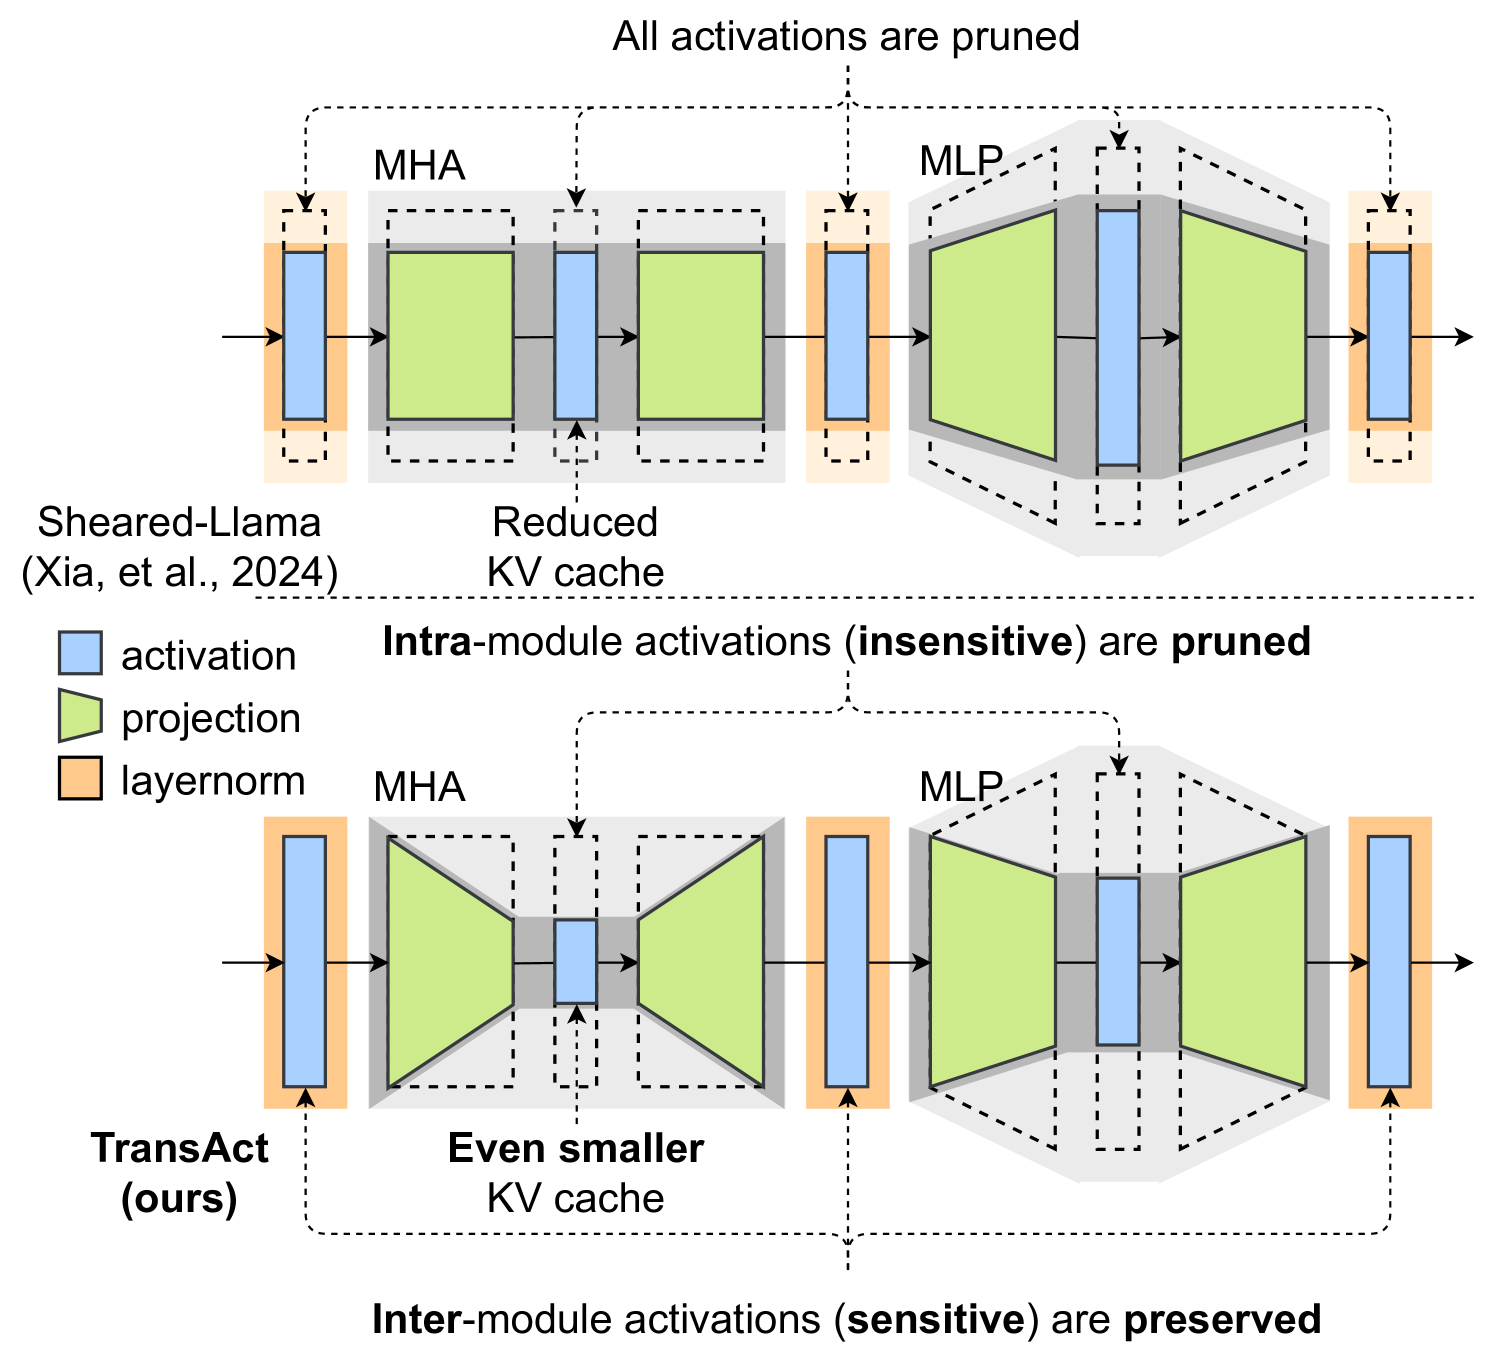 All activations are pruned
MHA
MLP
Sheared-Llama
(Xia, et al., 2024)
Reduced
KV cache
Intra-module activations (insensitive) are pruned
activation
projection
layernorm
MHA
MLP
TransAct
(ours)
Even smaller
KV cache
Inter-module activations (sensitive) are preserved